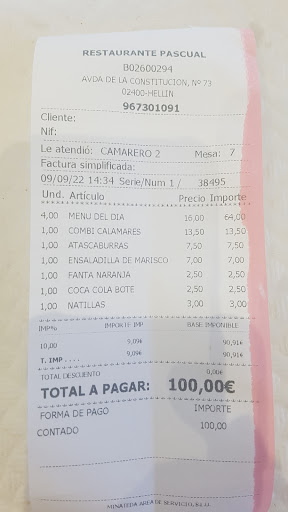 RESTAURANTE PASCUAL
B02600294
AVDA DE LA CONSTITUCION, Nº 73
02400-HELLIN
967301091
Cliente:
Nif:
Le atendió: CAMARERO 2 Mesa: 7
Factura simplificada:
09/09/22 14:34 Serie/Num 1 / 38495
Und. Artículo Precio Importe
4,00 MENU DEL DIA 16,00 64,00
1,00 COMBI CALAMARES 13,50 13,50
1,00 ATASCABURRAS 7,50 7,50
1,00 ENSALADILLA DE MARISCO 7,00 7,00
1,00 FANTA NARANJA 2,50 2,50
1,00 COCA COLA BOTE 2,50 2,50
1,00 NATILLAS 3,00 3,00
IMP% IMPORTE IMP BASE IMPONIBLE
10,00 9,09€ 90,91€
T. IMP . . . . 9,09€ 90,91€
TOTAL DESCUENTO 0,00€
TOTAL A PAGAR: 100,00€
FORMA DE PAGO IMPORTE
CONTADO 100,00
MINATEDA AREA DE SERVICIO, S.L.U.